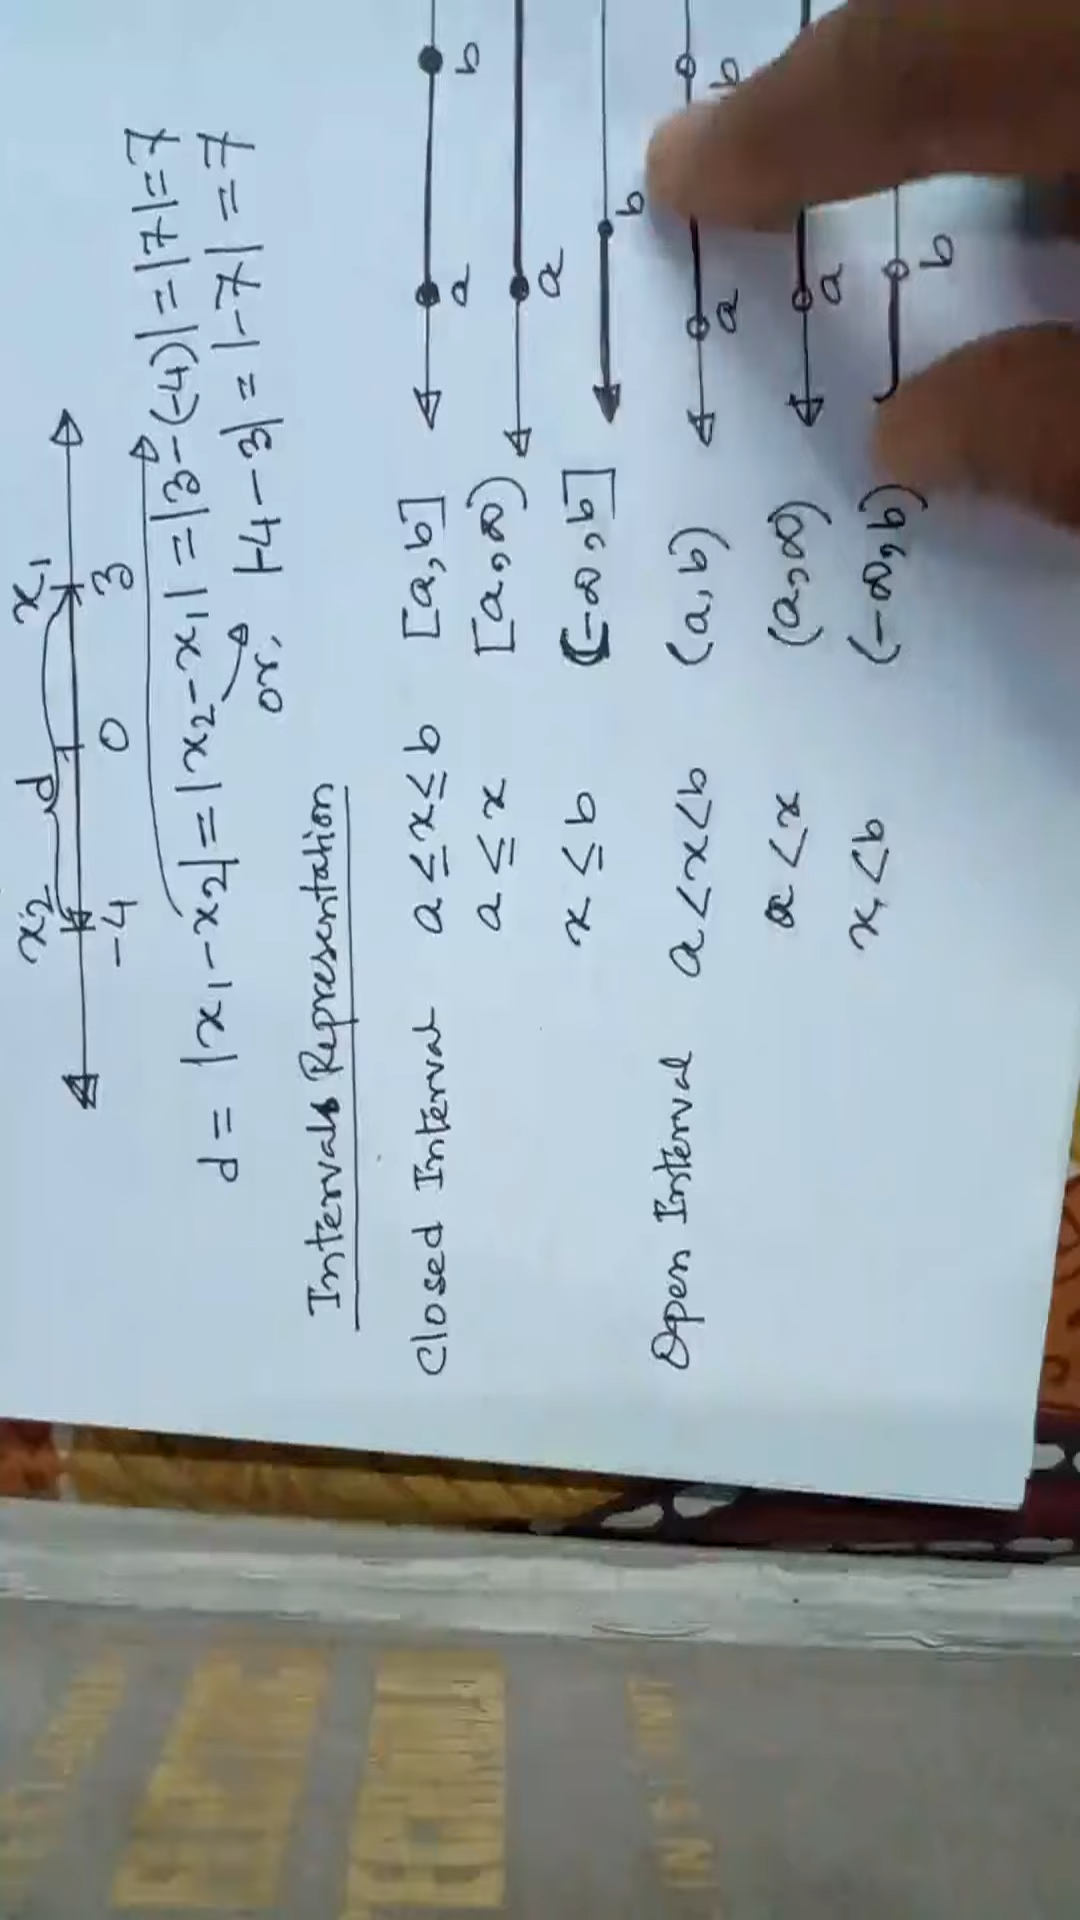 x₂ d x₁
-4 0 3
d = |x₁-x₂| = |x₂-x₁| = |3-(-4)| = |7| = 7
or, |-4-3| = |-7| = 7
Intervals Representation
Closed Interval a ≤ x ≤ b [a, b] a b
a ≤ x [a, ∞) a
x ≤ b (-∞, b] b
Open Interval a < x < b (a, b) a b
a < x (a, ∞) a
x < b (-∞, b) b